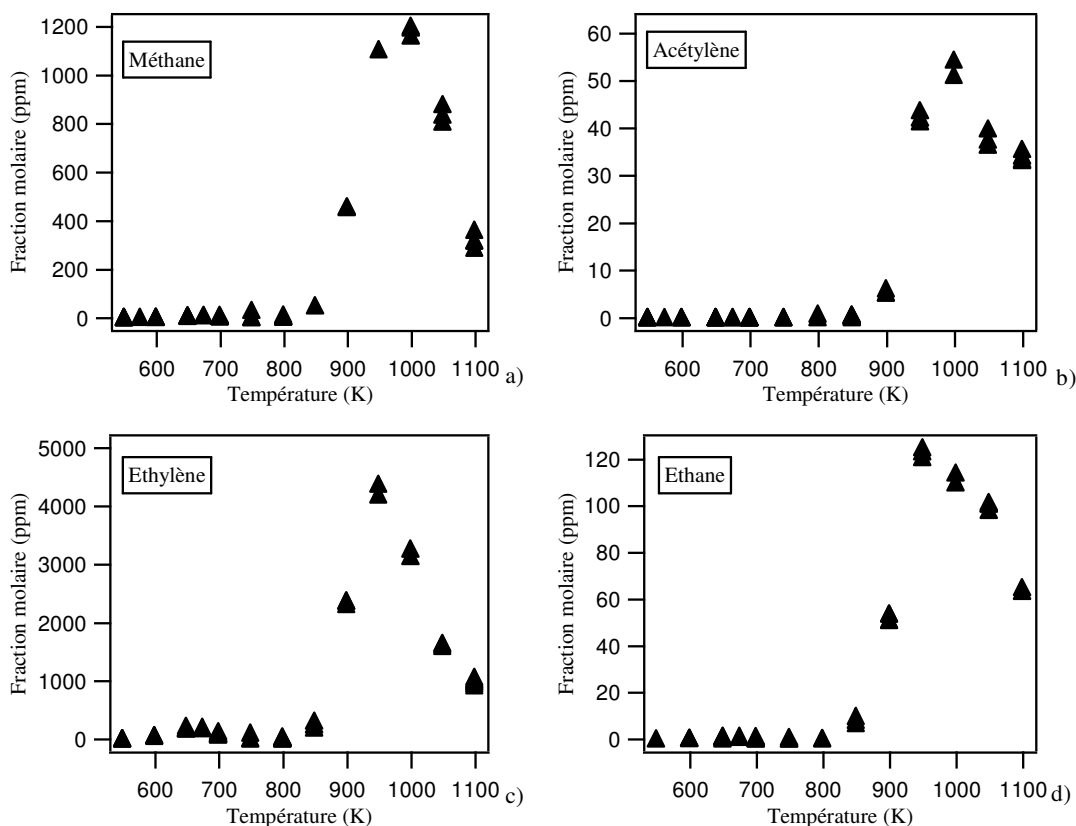 Méthane
Fraction molaire (ppm)
1200
1000
800
600
400
200
0
600 700 800 900 1000 1100
Température (K)
a)
Acétylène
Fraction molaire (ppm)
60
50
40
30
20
10
0
600 700 800 900 1000 1100
Température (K)
b)
Ethylène
Fraction molaire (ppm)
5000
4000
3000
2000
1000
0
600 700 800 900 1000 1100
Température (K)
c)
Ethane
Fraction molaire (ppm)
120
100
80
60
40
20
0
600 700 800 900 1000 1100
Température (K)
d)